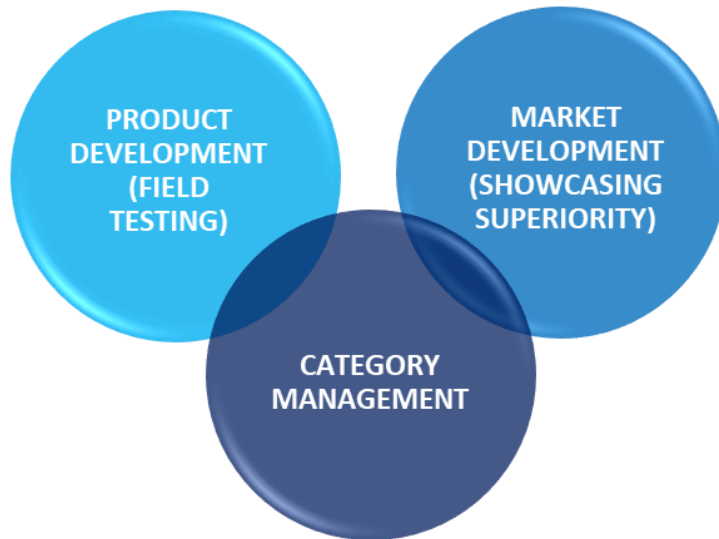 PRODUCT
DEVELOPMENT
(FIELD
TESTING)
MARKET
DEVELOPMENT
(SHOWCASING
SUPERIORITY)
CATEGORY
MANAGEMENT